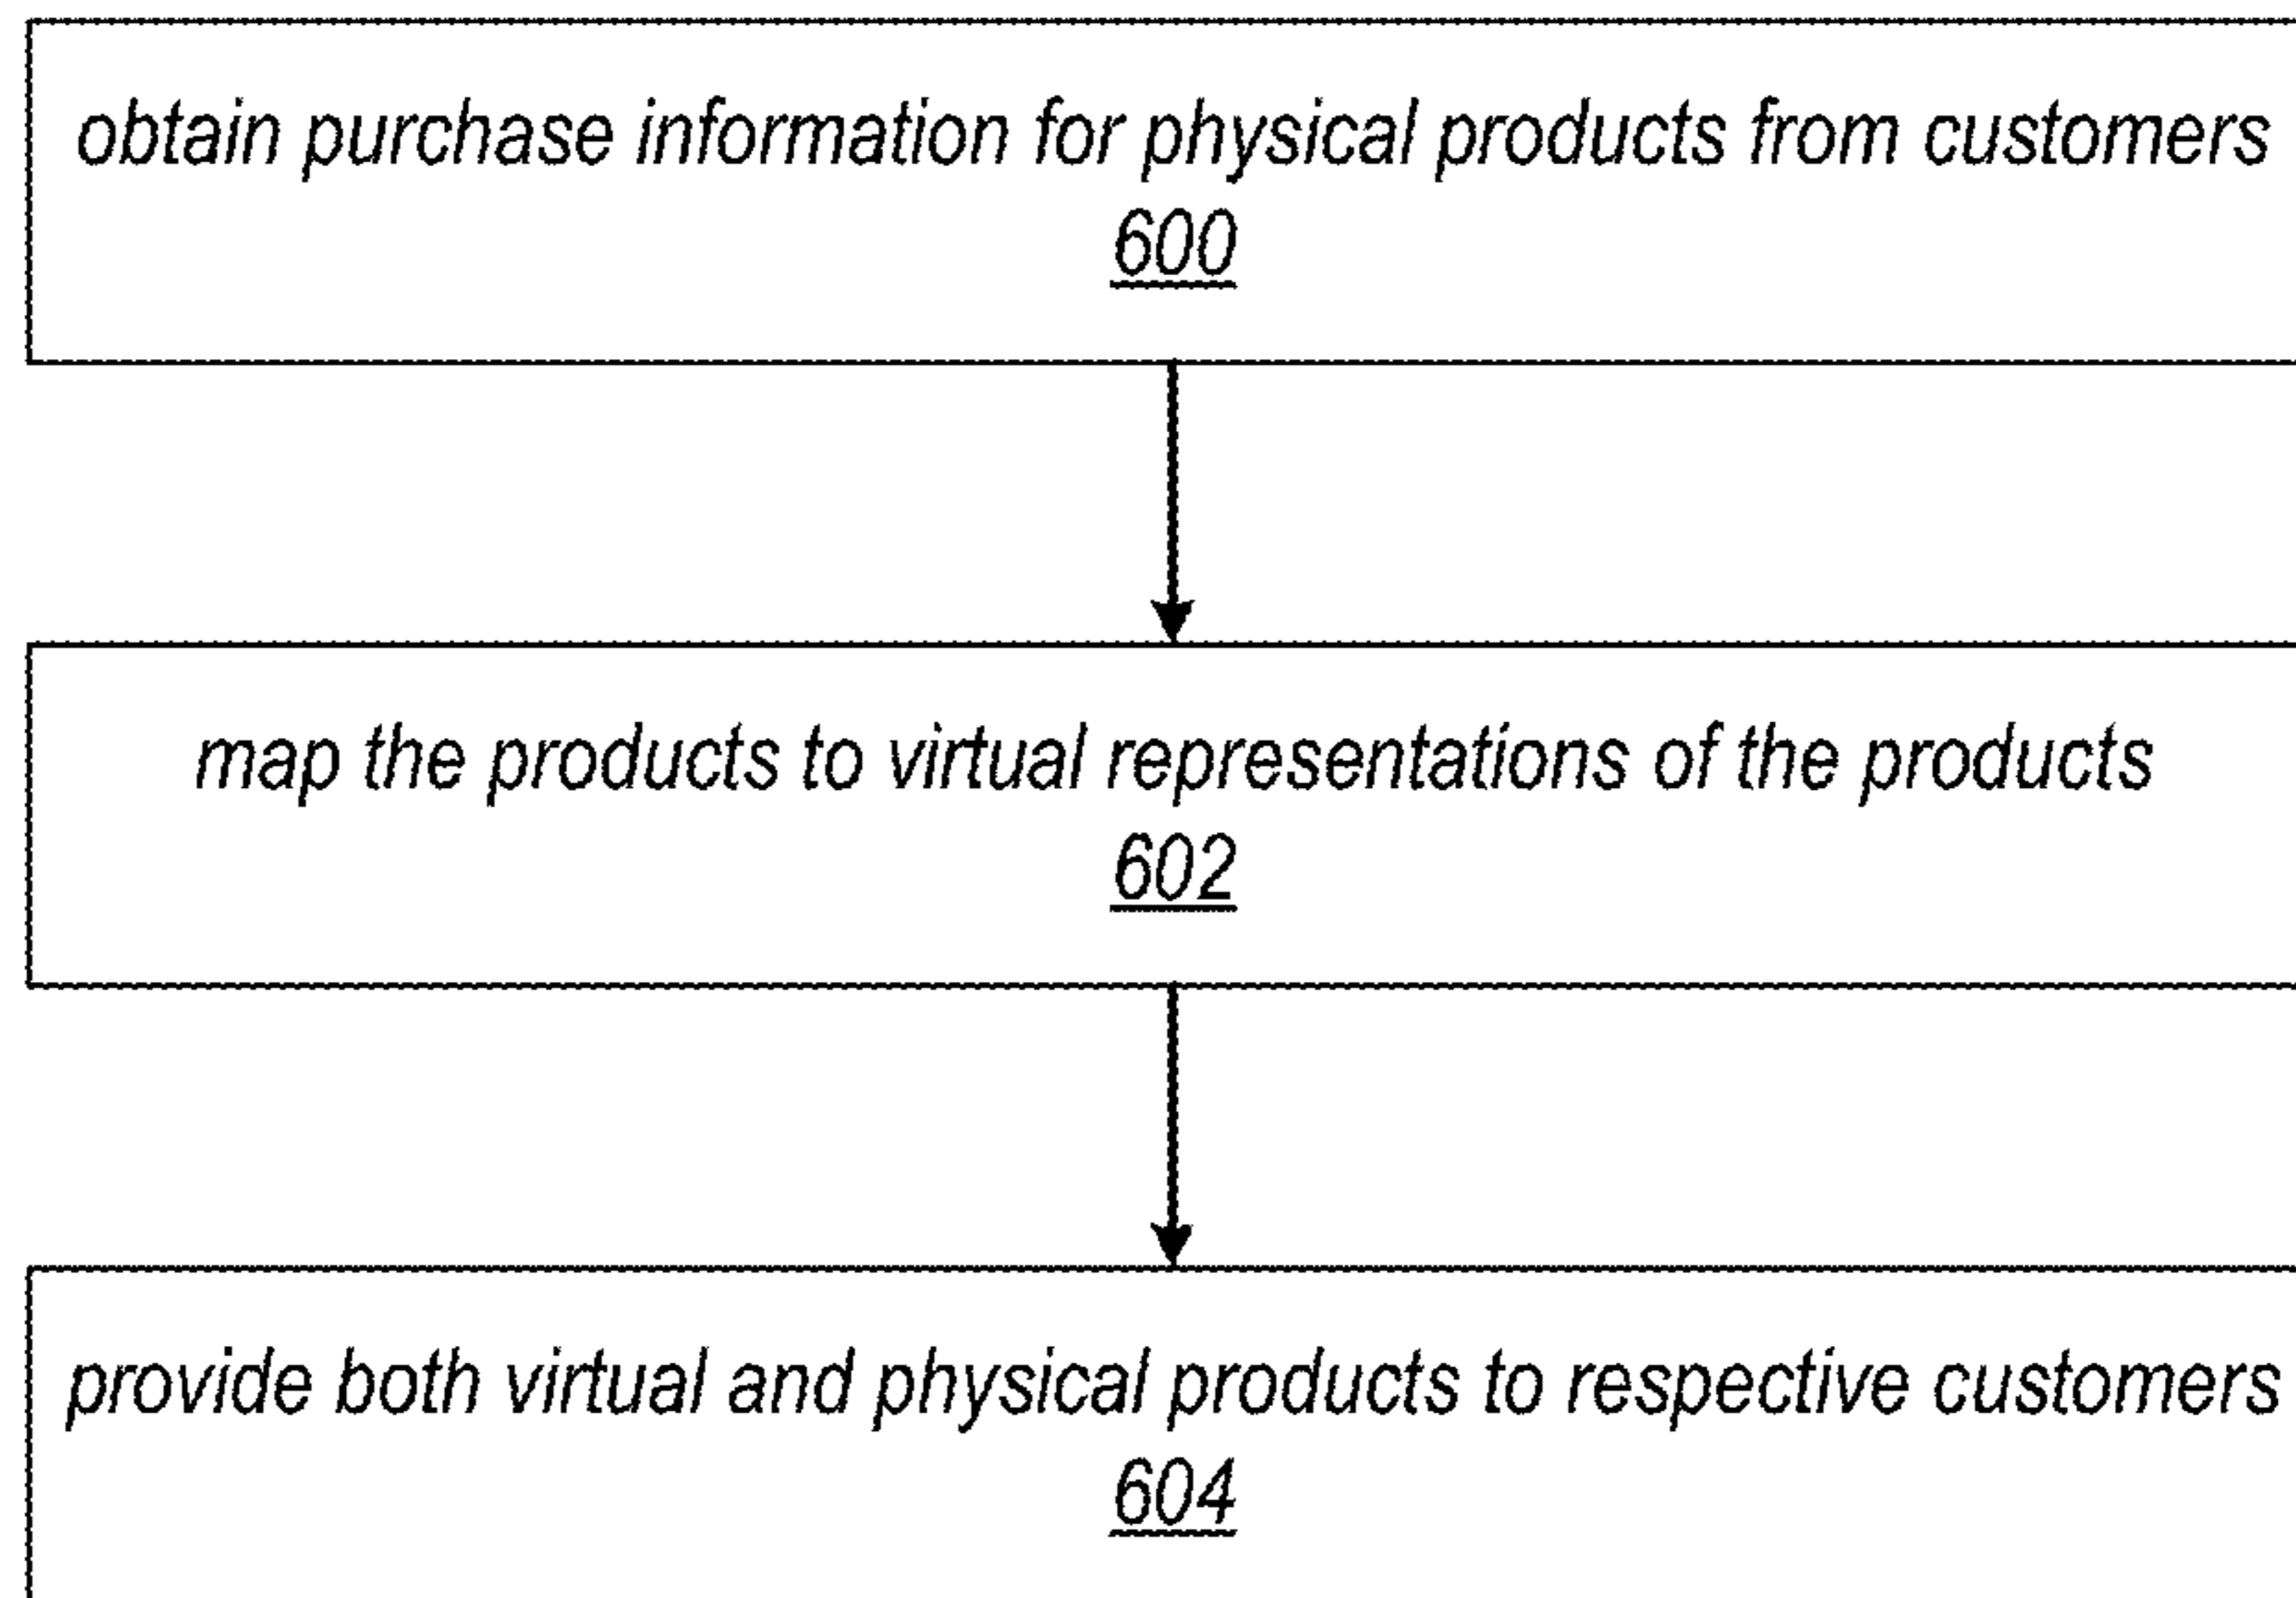 obtain purchase information for physical products from customers
600
map the products to virtual representations of the products
602
provide both virtual and physical products to respective customers
604